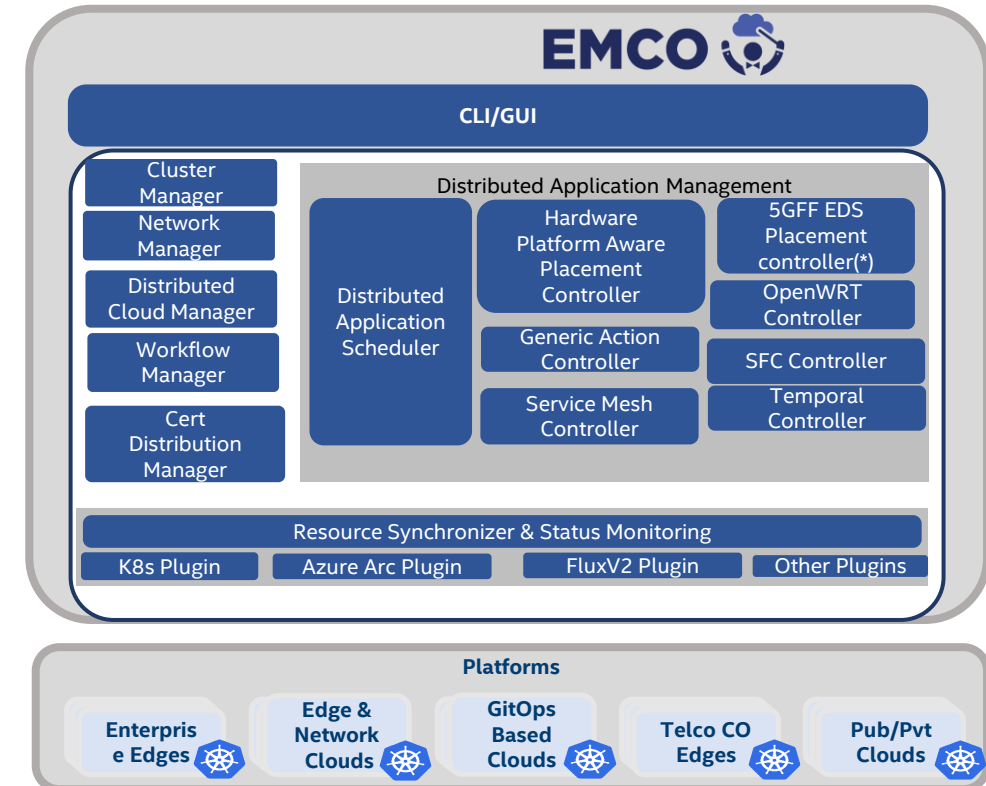 EMCO
CLI/GUI
Cluster
Manager
Network
Manager
Distributed
Cloud Manager
Workflow
Manager
Cert
Distribution
Manager
Distributed Application Management
Distributed
Application
Scheduler
Hardware
Platform Aware
Placement
Controller
Generic Action
Controller
Service Mesh
Controller
5GFF EDS
Placement
controller(*)
OpenWRT
Controller
SFC Controller
Temporal
Controller
Resource Synchronizer & Status Monitoring
K8s Plugin
Azure Arc Plugin
FluxV2 Plugin
Other Plugins
Platforms
Enterpris
e Edges
Edge &
Network
Clouds
GitOps
Based
Clouds
Telco CO
Edges
Pub/Pvt
Clouds